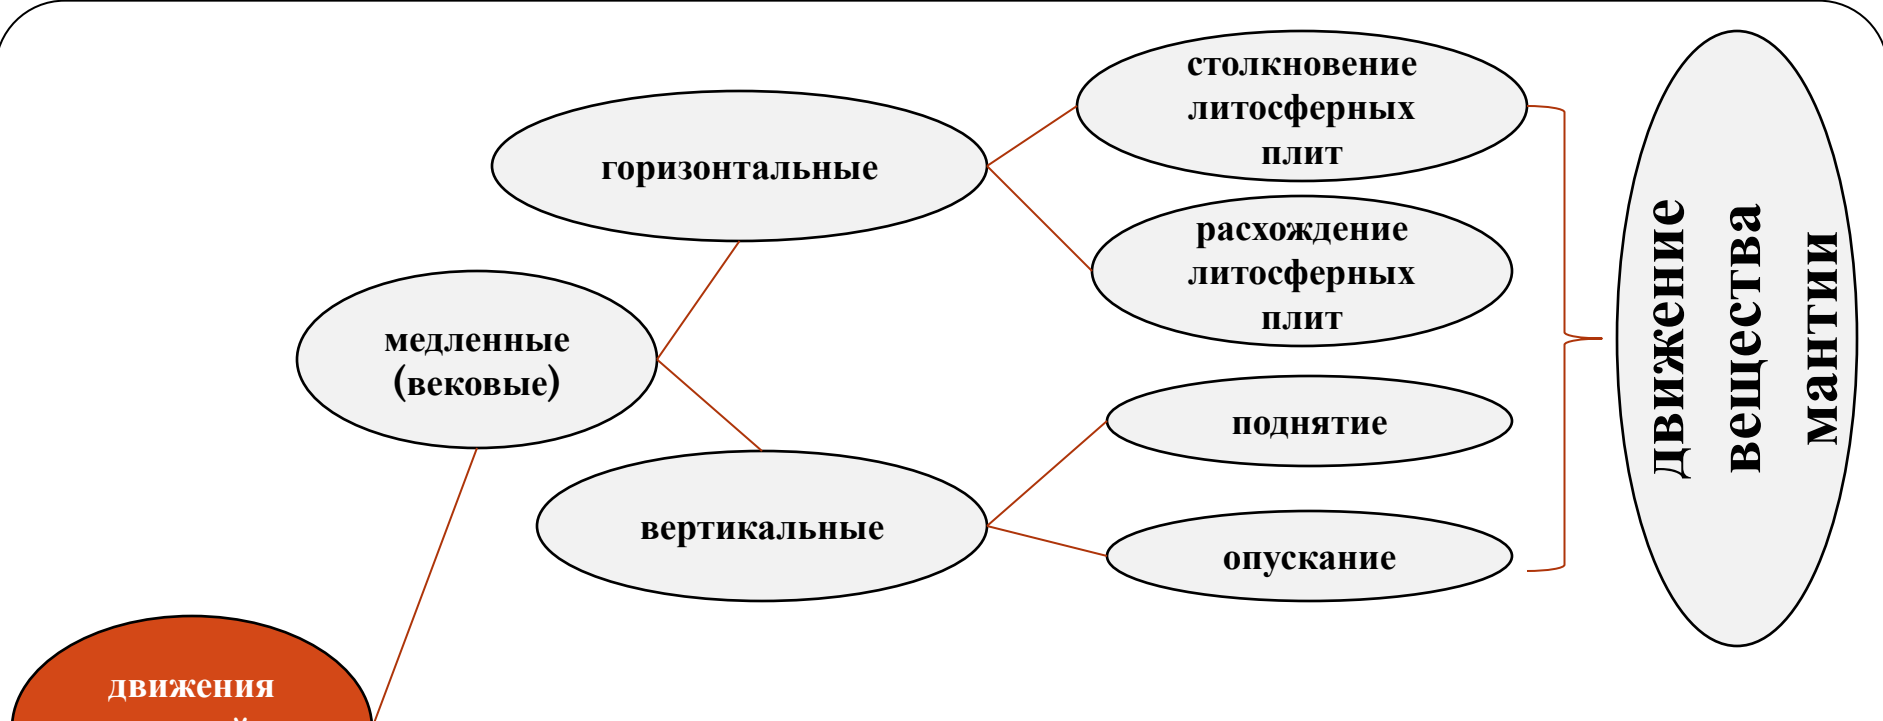 столкновение
литосферных
плит
горизонтальные
расхождение
литосферных
плит
медленные
(вековые)
поднятие
вертикальные
опускание
движение
вещества
мантии
движения